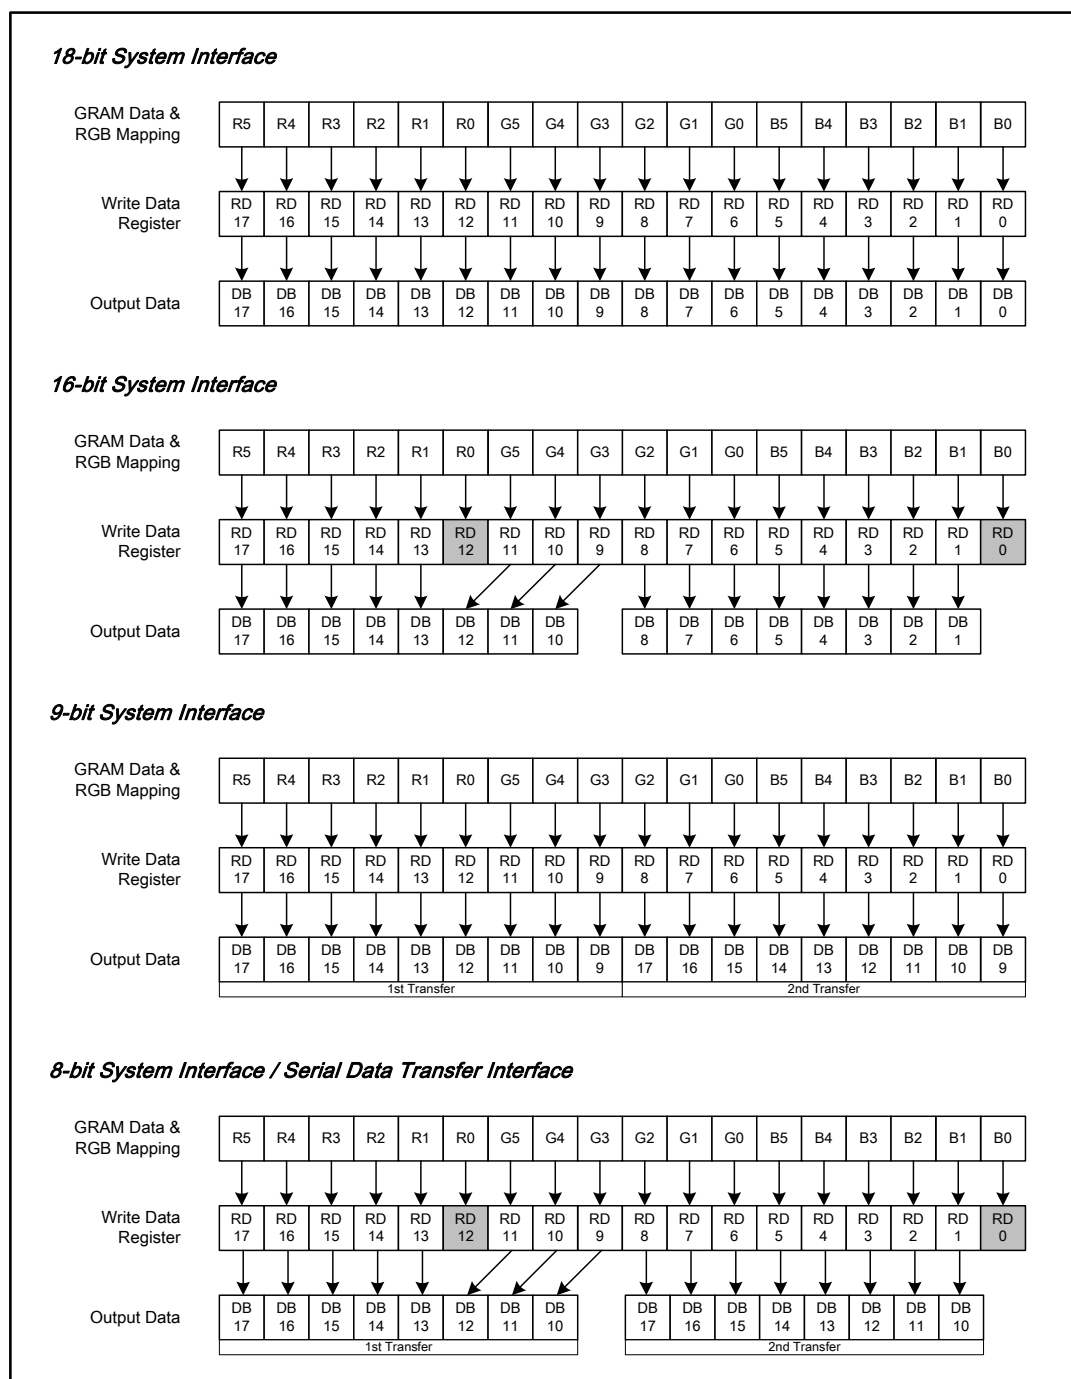 18-bit System Interface
GRAM Data &
RGB Mapping
R5 R4 R3 R2 R1 R0 G5 G4 G3 G2 G1 G0 B5 B4 B3 B2 B1 B0
Write Data
Register
RD 17 RD 16 RD 15 RD 14 RD 13 RD 12 RD 11 RD 10 RD 9 RD 8 RD 7 RD 6 RD 5 RD 4 RD 3 RD 2 RD 1 RD 0
Output Data
DB 17 DB 16 DB 15 DB 14 DB 13 DB 12 DB 11 DB 10 DB 9 DB 8 DB 7 DB 6 DB 5 DB 4 DB 3 DB 2 DB 1 DB 0
16-bit System Interface
GRAM Data &
RGB Mapping
R5 R4 R3 R2 R1 R0 G5 G4 G3 G2 G1 G0 B5 B4 B3 B2 B1 B0
Write Data
Register
RD 17 RD 16 RD 15 RD 14 RD 13 RD 12 RD 11 RD 10 RD 9 RD 8 RD 7 RD 6 RD 5 RD 4 RD 3 RD 2 RD 1 RD 0
Output Data
DB 17 DB 16 DB 15 DB 14 DB 13 DB 12 DB 11 DB 10 DB 8 DB 7 DB 6 DB 5 DB 4 DB 3 DB 2 DB 1
9-bit System Interface
GRAM Data &
RGB Mapping
R5 R4 R3 R2 R1 R0 G5 G4 G3 G2 G1 G0 B5 B4 B3 B2 B1 B0
Write Data
Register
RD 17 RD 16 RD 15 RD 14 RD 13 RD 12 RD 11 RD 10 RD 9 RD 8 RD 7 RD 6 RD 5 RD 4 RD 3 RD 2 RD 1 RD 0
Output Data
DB 17 DB 16 DB 15 DB 14 DB 13 DB 12 DB 11 DB 10 DB 9 DB 17 DB 16 DB 15 DB 14 DB 13 DB 12 DB 11 DB 10 DB 9
1st Transfer 2nd Transfer
8-bit System Interface / Serial Data Transfer Interface
GRAM Data &
RGB Mapping
R5 R4 R3 R2 R1 R0 G5 G4 G3 G2 G1 G0 B5 B4 B3 B2 B1 B0
Write Data
Register
RD 17 RD 16 RD 15 RD 14 RD 13 RD 12 RD 11 RD 10 RD 9 RD 8 RD 7 RD 6 RD 5 RD 4 RD 3 RD 2 RD 1 RD 0
Output Data
DB 17 DB 16 DB 15 DB 14 DB 13 DB 12 DB 11 DB 10 DB 17 DB 16 DB 15 DB 14 DB 13 DB 12 DB 11 DB 10
1st Transfer 2nd Transfer